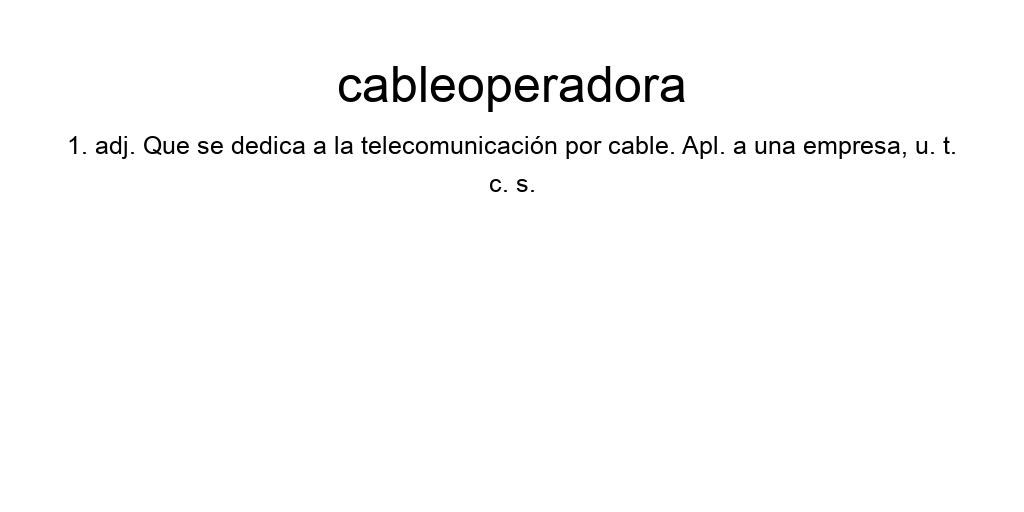 cableoperadora
1. adj. Que se dedica a la telecomunicación por cable. Apl. a una empresa, u. t.
c. s.